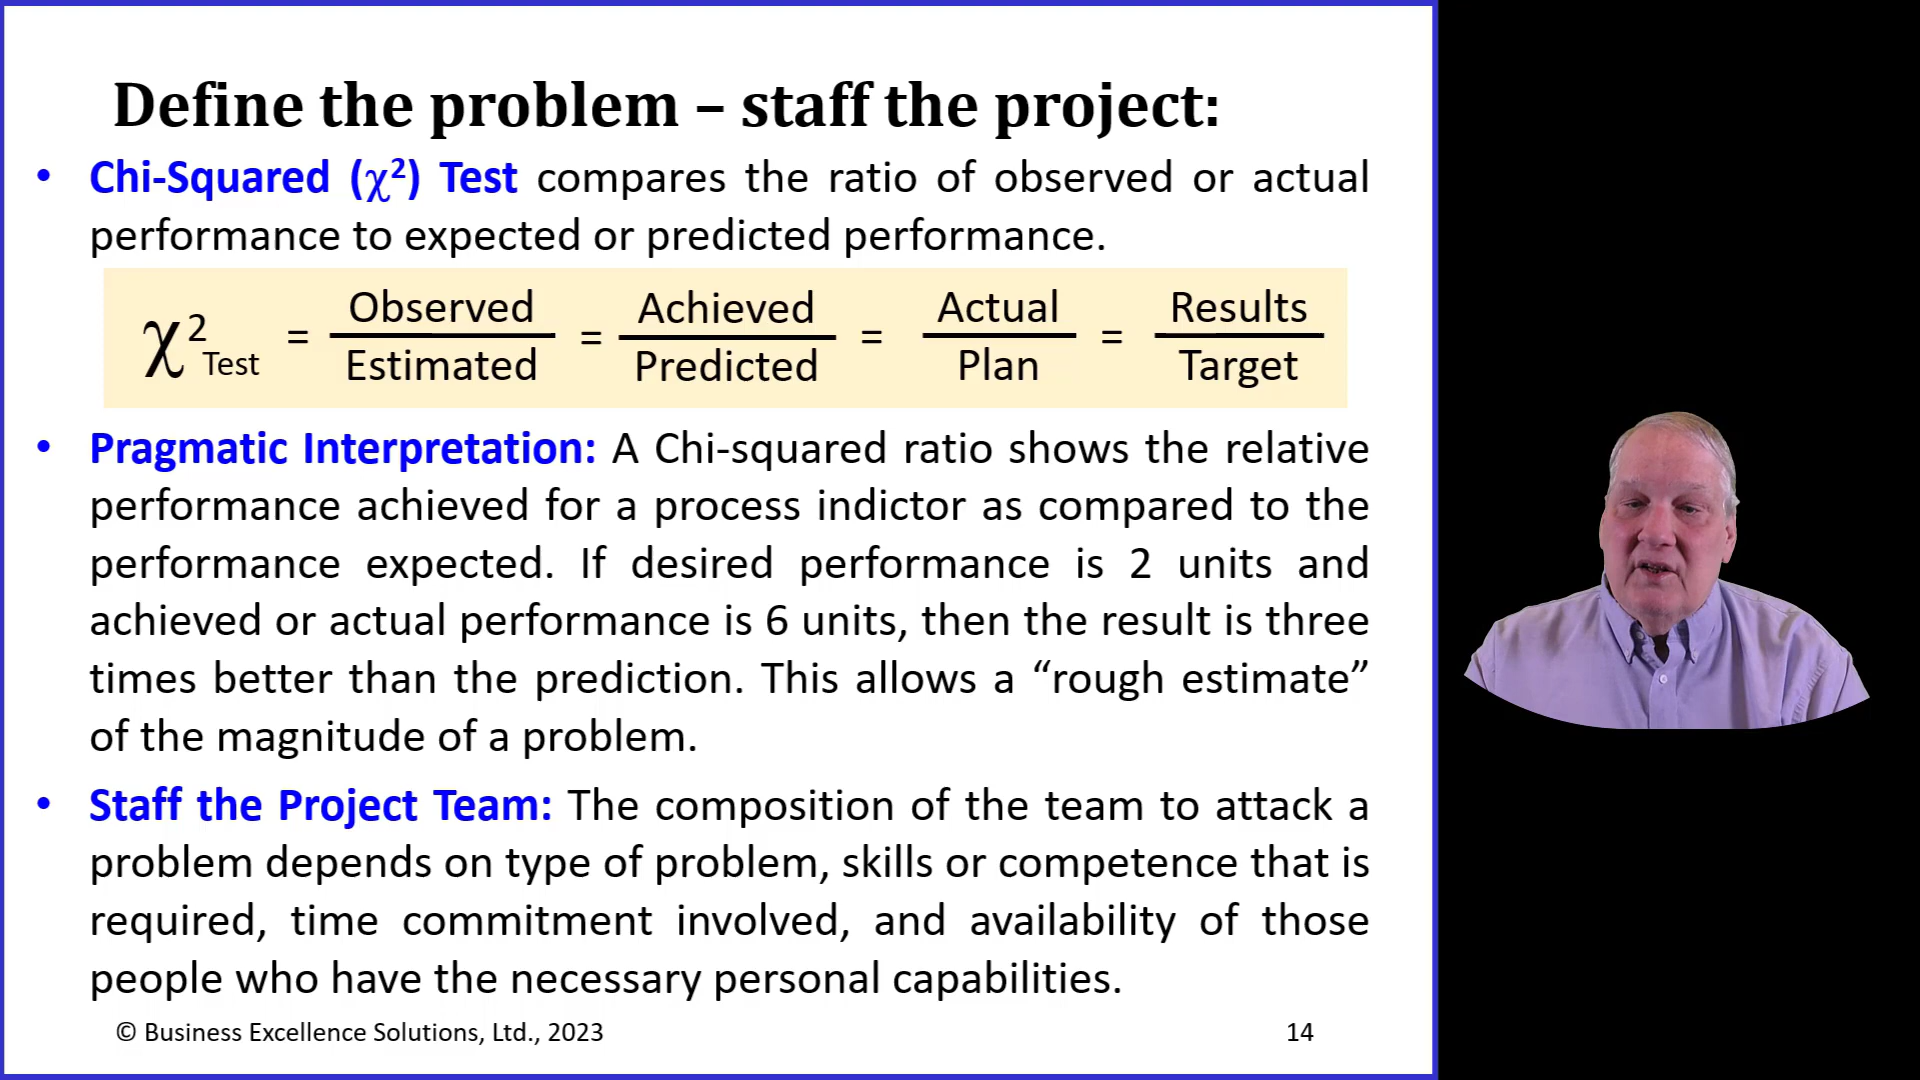 Define the problem – staff the project:
• Chi-Squared (χ²) Test compares the ratio of observed or actual
performance to expected or predicted performance.
χ²Test = Observed / Estimated = Achieved / Predicted = Actual / Plan = Results / Target
• Pragmatic Interpretation: A Chi-squared ratio shows the relative
performance achieved for a process indictor as compared to the
performance expected. If desired performance is 2 units and
achieved or actual performance is 6 units, then the result is three
times better than the prediction. This allows a “rough estimate”
of the magnitude of a problem.
• Staff the Project Team: The composition of the team to attack a
problem depends on type of problem, skills or competence that is
required, time commitment involved, and availability of those
people who have the necessary personal capabilities.
© Business Excellence Solutions, Ltd., 2023
14